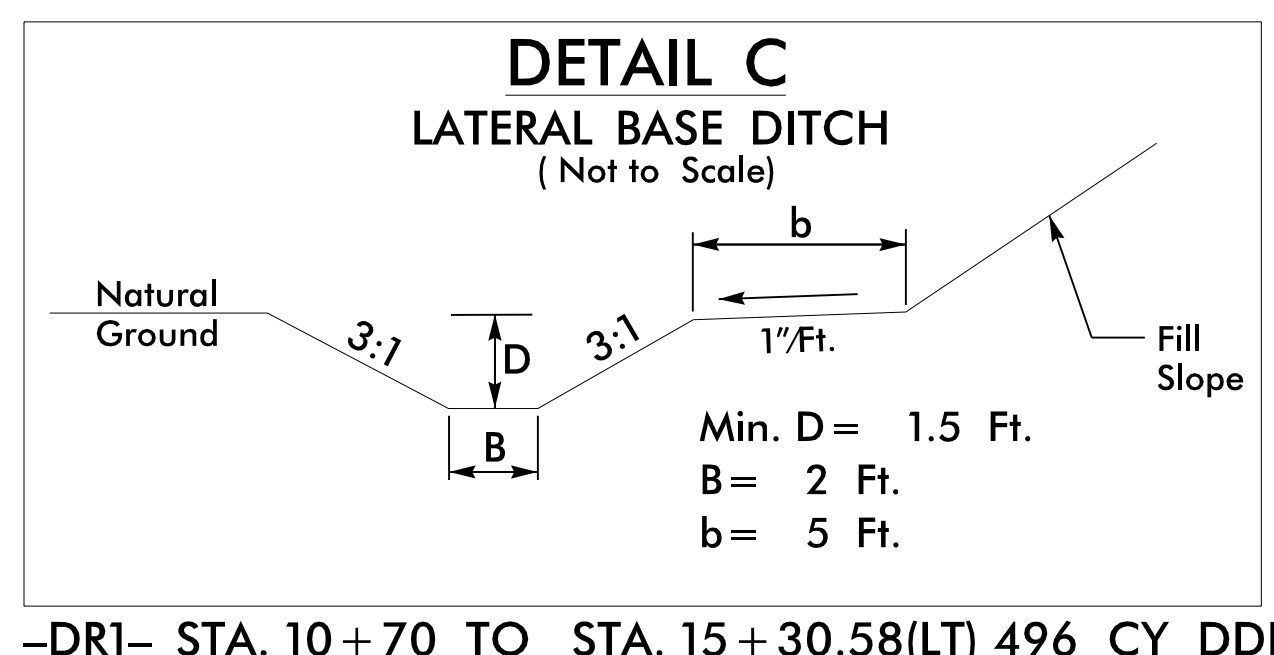 DETAIL C
LATERAL BASE DITCH
( Not to Scale)
b
Natural
Ground
3:1
D
3:1
1"/Ft.
Fill
Slope
B
Min. D = 1.5 Ft.
B = 2 Ft.
b = 5 Ft.
–DR1– STA. 10+70 TO STA. 15+30.58(LT) 496 CY